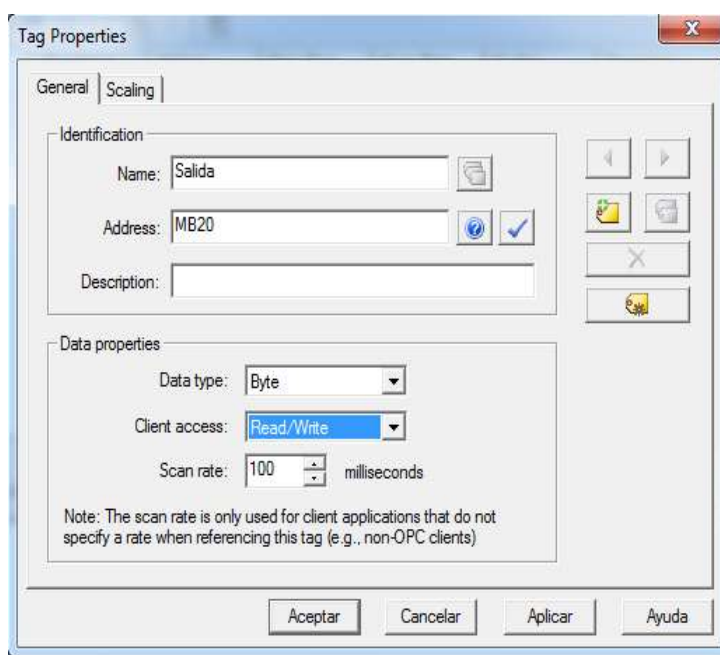 Tag Properties
General Scaling
Identification
Name: Salida
Address: MB20
Description:
Data properties
Data type: Byte
Client access: Read/Write
Scan rate: 100 milliseconds
Note: The scan rate is only used for client applications that do not
specify a rate when referencing this tag (e.g., non-OPC clients)
Aceptar Cancelar Aplicar Ayuda